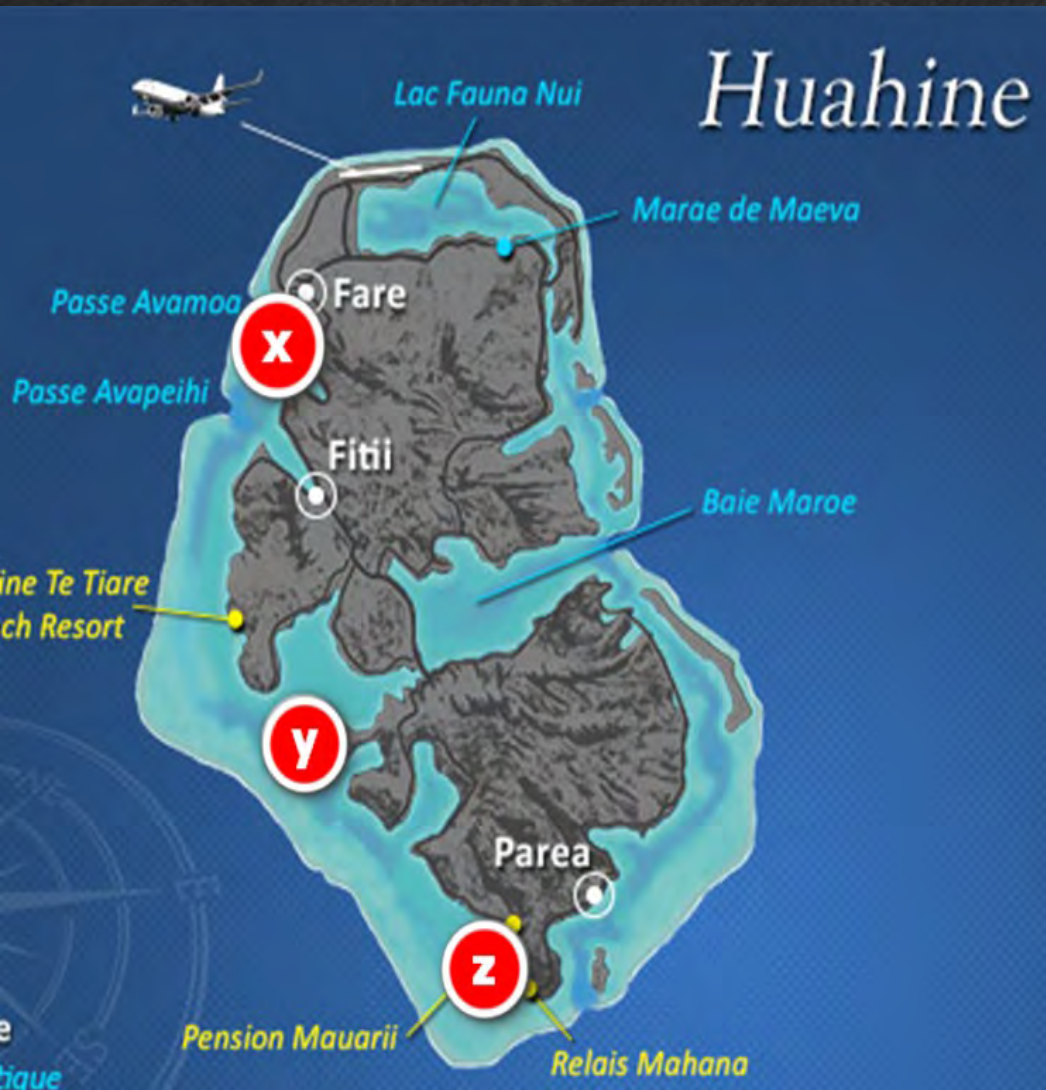 Huahine
Lac Fauna Nui
Marae de Maeva
Passe Avamoa
Fare
x
Passe Avapeihi
Fitii
Baie Maroe
ine Te Tiare
ch Resort
y
Parea
z
Pension Mauarii
Relais Mahana
e
tique
E